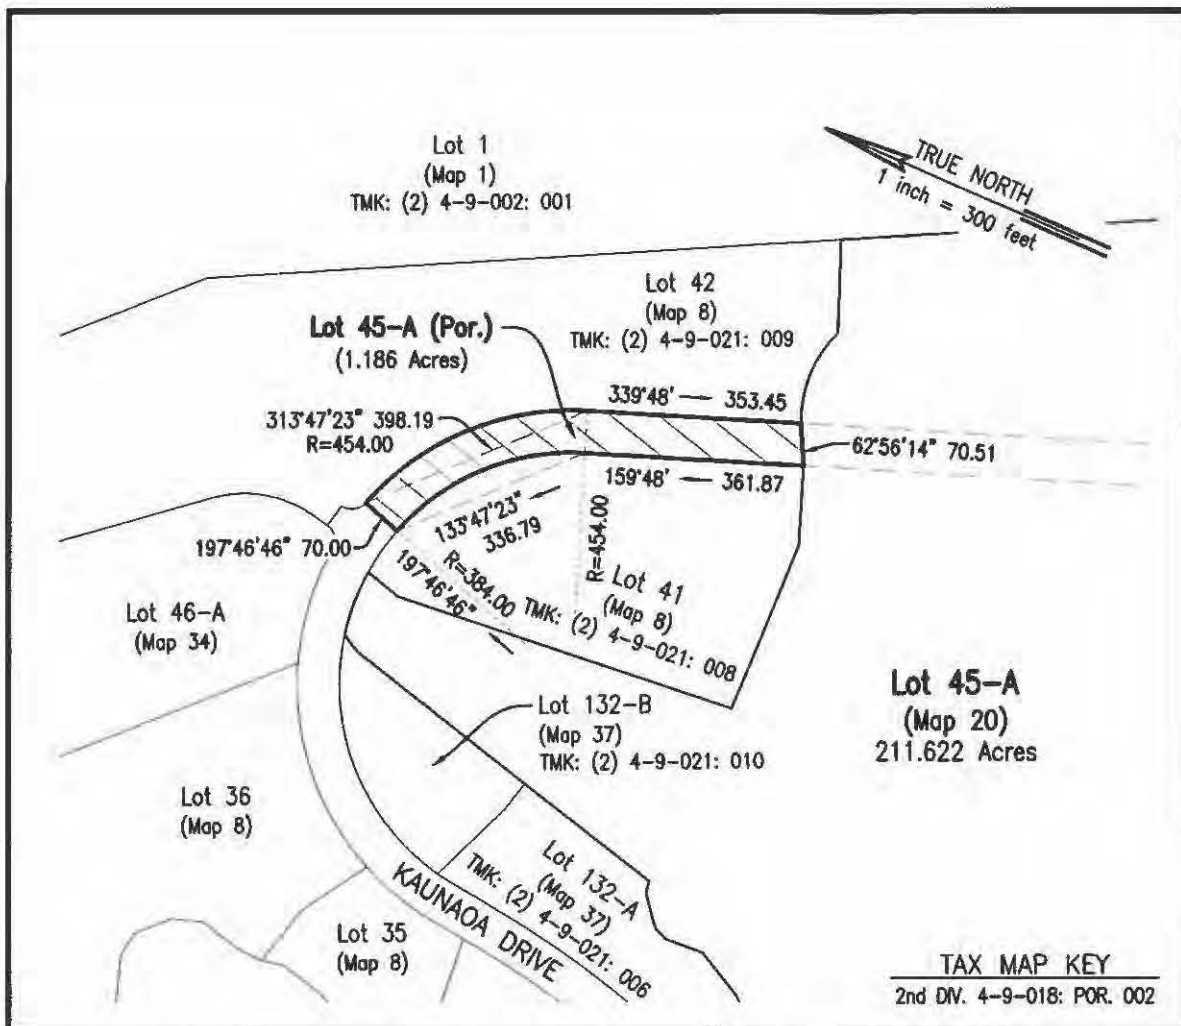 Lot 1
(Map 1)
TMK: (2) 4-9-002: 001
TRUE NORTH
1 inch = 300 feet
Lot 42
(Map 8)
TMK: (2) 4-9-021: 009
Lot 45-A (Por.)
(1.186 Acres)
339°48' 353.45
313°47'23" 398.19
R=454.00
62°56'14" 70.51
159°48' 361.87
133°47'23"
336.79
197°46'46" 70.00
R=384.00
197°46'46"
R=454.00
Lot 41
(Map 8)
TMK: (2) 4-9-021: 008
Lot 46-A
(Map 34)
Lot 45-A
(Map 20)
211.622 Acres
Lot 132-B
(Map 37)
TMK: (2) 4-9-021: 010
Lot 36
(Map 8)
Lot 132-A
(Map 37)
TMK: (2) 4-9-021: 006
KAUNAOA DRIVE
Lot 35
(Map 8)
TAX MAP KEY
2nd DIV. 4-9-018: POR. 002